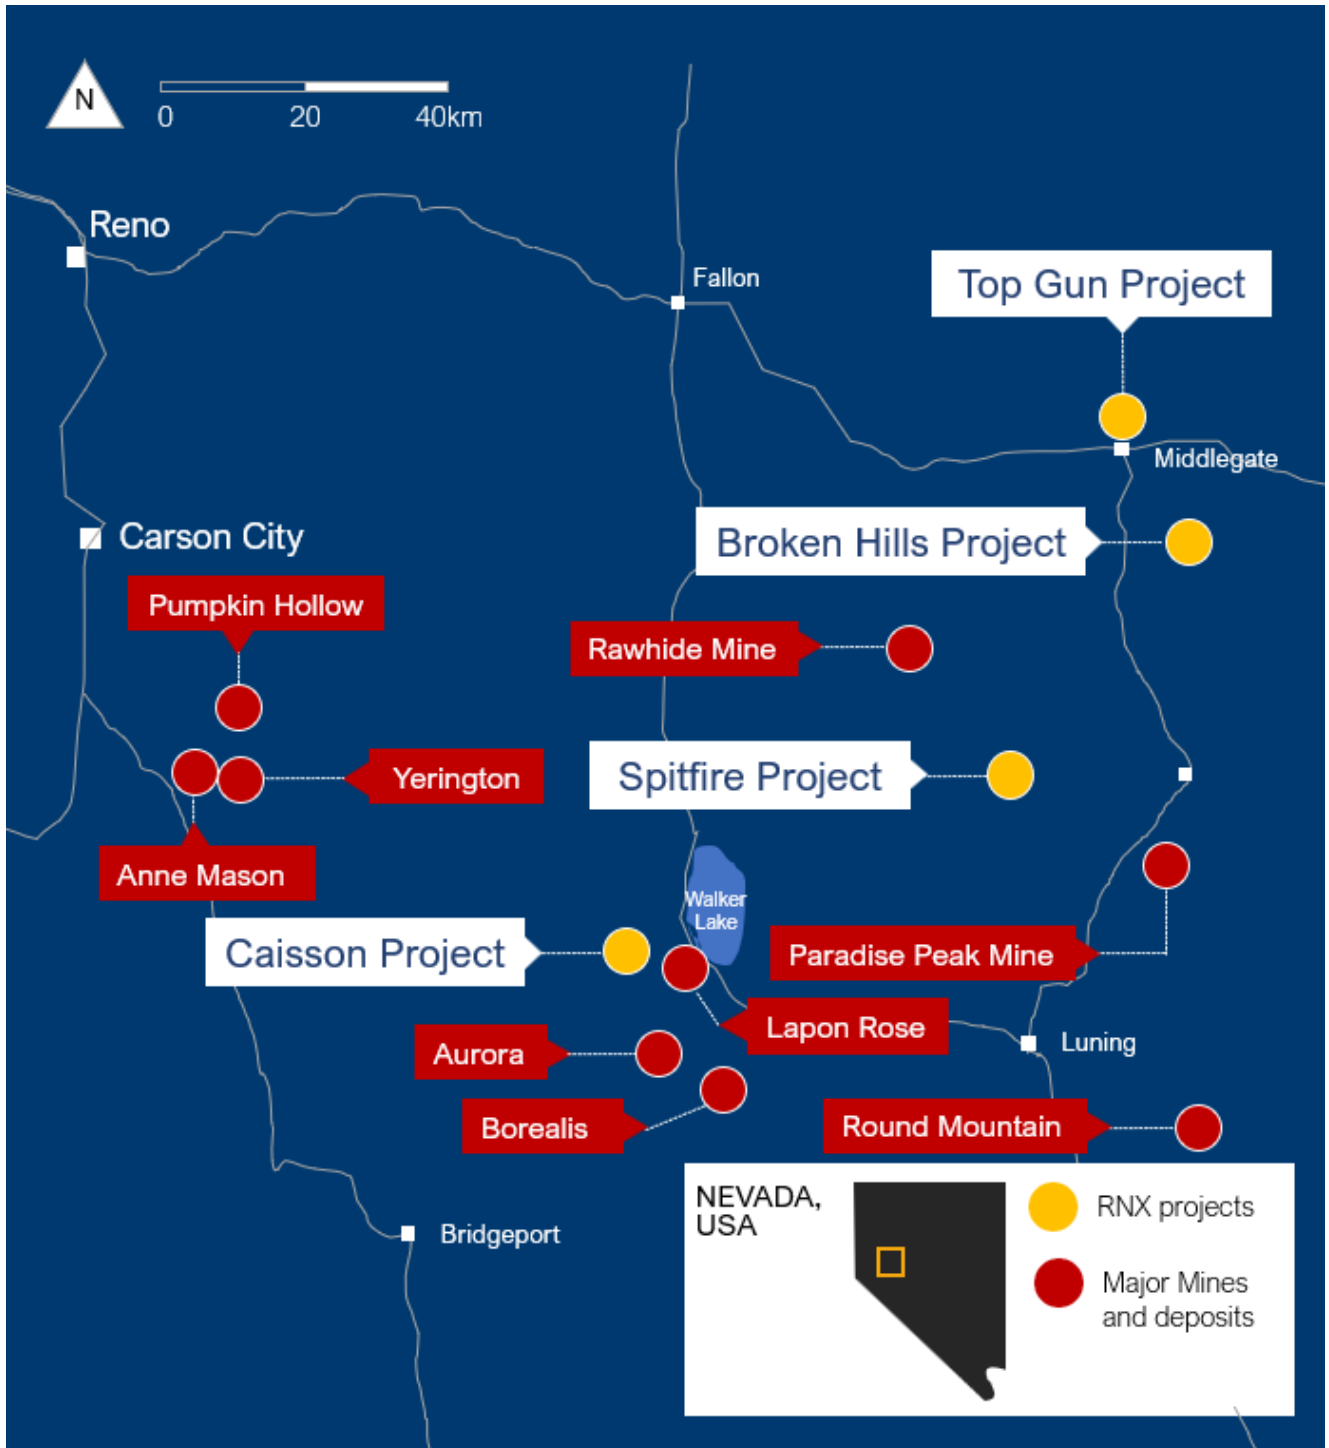 N
0 20 40km
Reno
Fallon
Top Gun Project
Middlegate
Broken Hills Project
Carson City
Pumpkin Hollow
Rawhide Mine
Spitfire Project
Yerington
Anne Mason
Walker
Lake
Caisson Project
Paradise Peak Mine
Lapon Rose
Luning
Aurora
Borealis
Round Mountain
Bridgeport
NEVADA,
USA
RNX projects
Major Mines
and deposits